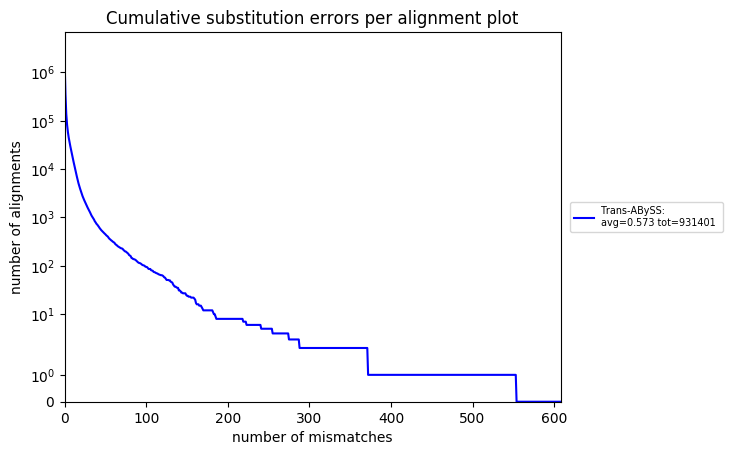 Cumulative substitution errors per alignment plot
number of alignments
10^6
10^5
10^4
10^3
10^2
10^1
10^0
0
0 100 200 300 400 500 600
number of mismatches
Trans-ABySS:
avg=0.573 tot=931401